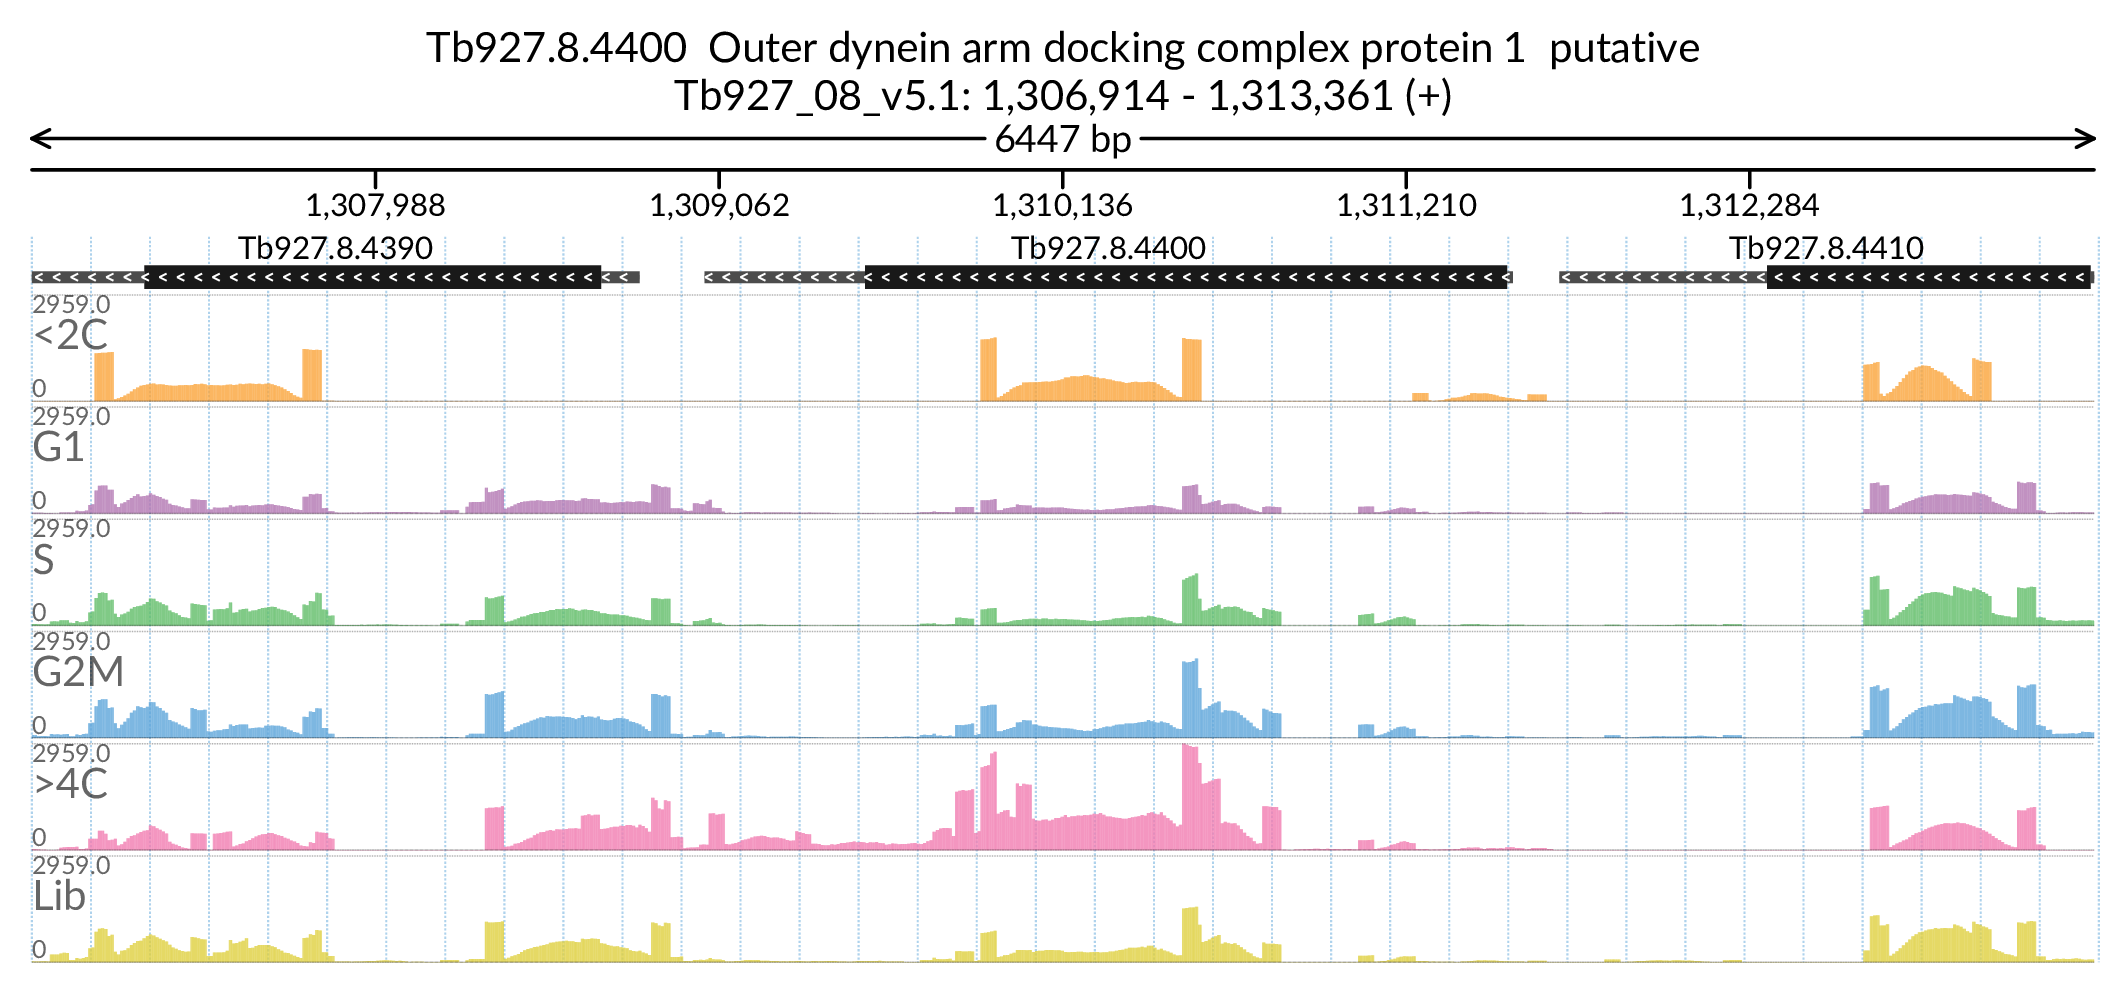 Tb927.8.4400  Outer dynein arm docking complex protein 1  putative
Tb927_08_v5.1: 1,306,914 - 1,313,361 (+)
6447 bp
1,307,988 1,309,062 1,310,136 1,311,210 1,312,284
Tb927.8.4390 Tb927.8.4400 Tb927.8.4410
2959.0
<2C
0
2959.0
G1
0
2959.0
S
0
2959.0
G2M
0
2959.0
>4C
0
2959.0
Lib
0